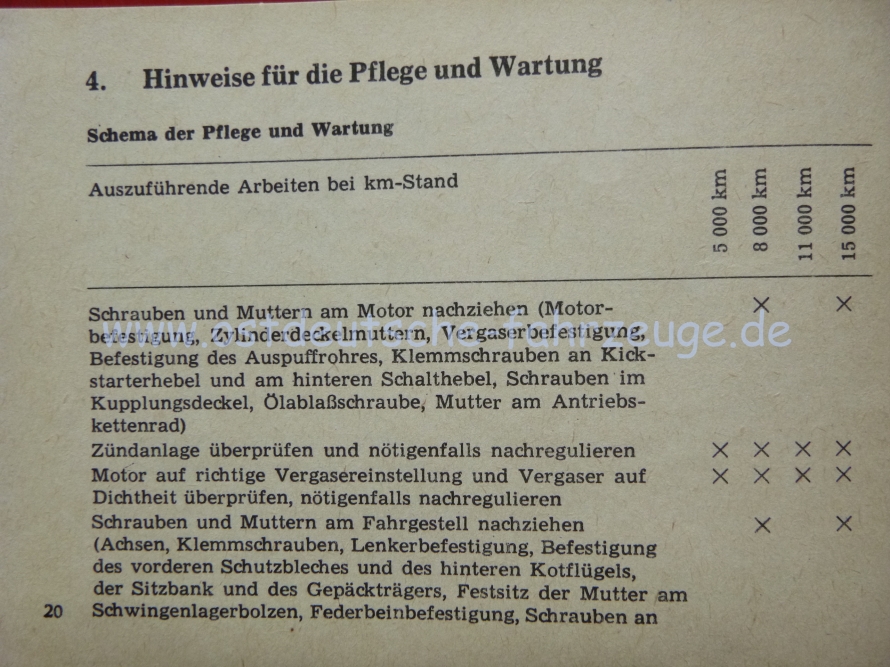 4. Hinweise für die Pflege und Wartung
Schema der Pflege und Wartung
Auszuführende Arbeiten bei km-Stand
5 000 km
8 000 km
11 000 km
15 000 km
Schrauben und Muttern am Motor nachziehen (Motor- × ×
befestigung, Zylinderdeckelmuttern, Vergaserbefestigung,
Befestigung des Auspuffrohres, Klemmschrauben an Kick-
starterhebel und am hinteren Schalthebel, Schrauben im
Kupplungsdeckel, Ölablaßschraube, Mutter am Antriebs-
kettenrad)
Zündanlage überprüfen und nötigenfalls nachregulieren × × × ×
Motor auf richtige Vergasereinstellung und Vergaser auf × × × ×
Dichtheit überprüfen, nötigenfalls nachregulieren
Schrauben und Muttern am Fahrgestell nachziehen × ×
(Achsen, Klemmschrauben, Lenkerbefestigung, Befestigung
des vorderen Schutzbleches und des hinteren Kotflügels,
der Sitzbank und des Gepäckträgers, Festsitz der Mutter am
20 Schwingenlagerbolzen, Federbeinbefestigung, Schrauben an
www.ostdeutsche-fahrzeuge.de